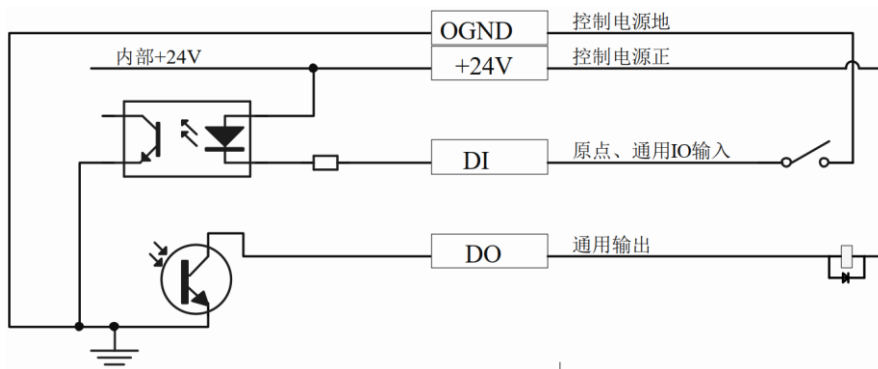 OGND 控制电源地
内部+24V +24V 控制电源正
DI 原点、通用IO输入
DO 通用输出